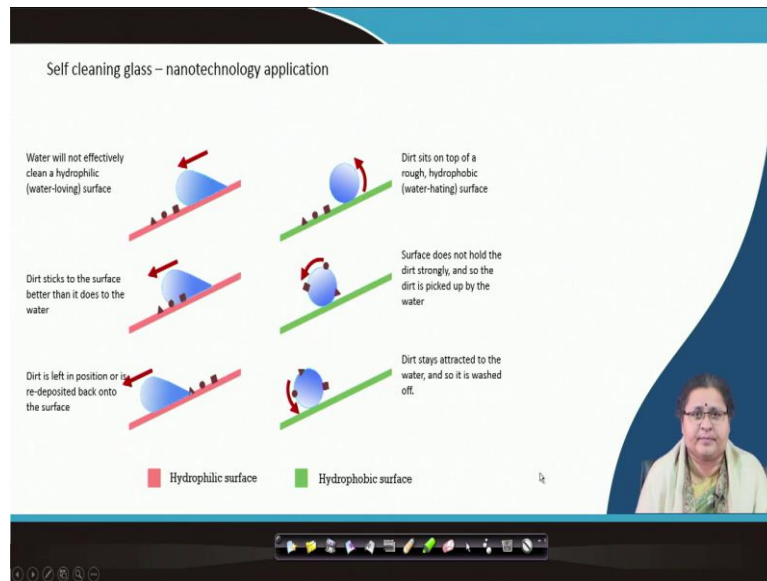 Self cleaning glass – nanotechnology application
Water will not effectively
clean a hydrophilic
(water-loving) surface
Dirt sticks to the surface
better than it does to the
water
Dirt is left in position or is
re-deposited back onto
the surface
Dirt sits on top of a
rough, hydrophobic
(water-hating) surface
Surface does not hold the
dirt strongly, and so the
dirt is picked up by the
water
Dirt stays attracted to the
water, and so it is washed
off.
Hydrophilic surface
Hydrophobic surface